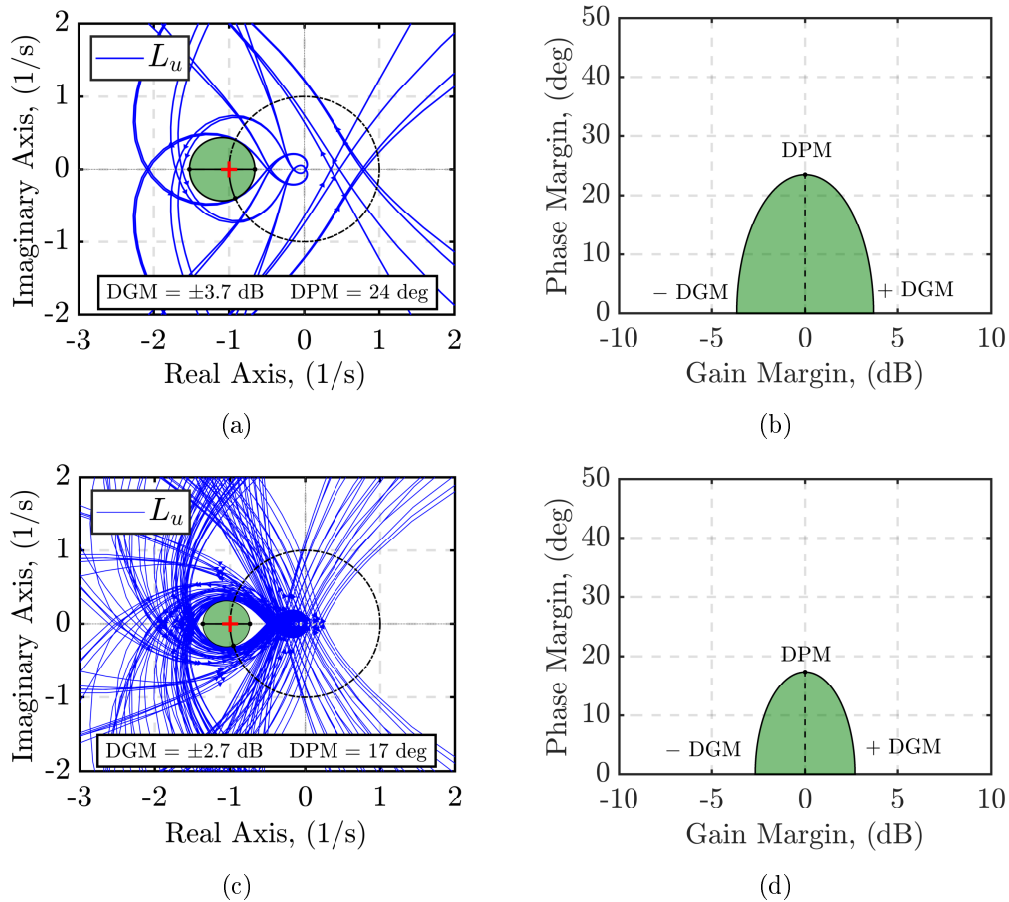 2
1
0
-1
-2
-3
-2
-1
0
1
2
Imaginary Axis, (1/s)
Real Axis, (1/s)
L_u
DGM = ±3.7 dB DPM = 24 deg
(a)
50
40
30
20
10
0
-10
-5
0
5
10
Phase Margin, (deg)
Gain Margin, (dB)
DPM
− DGM
+ DGM
(b)
2
1
0
-1
-2
-3
-2
-1
0
1
2
Imaginary Axis, (1/s)
Real Axis, (1/s)
L_u
DGM = ±2.7 dB DPM = 17 deg
(c)
50
40
30
20
10
0
-10
-5
0
5
10
Phase Margin, (deg)
Gain Margin, (dB)
DPM
− DGM
+ DGM
(d)